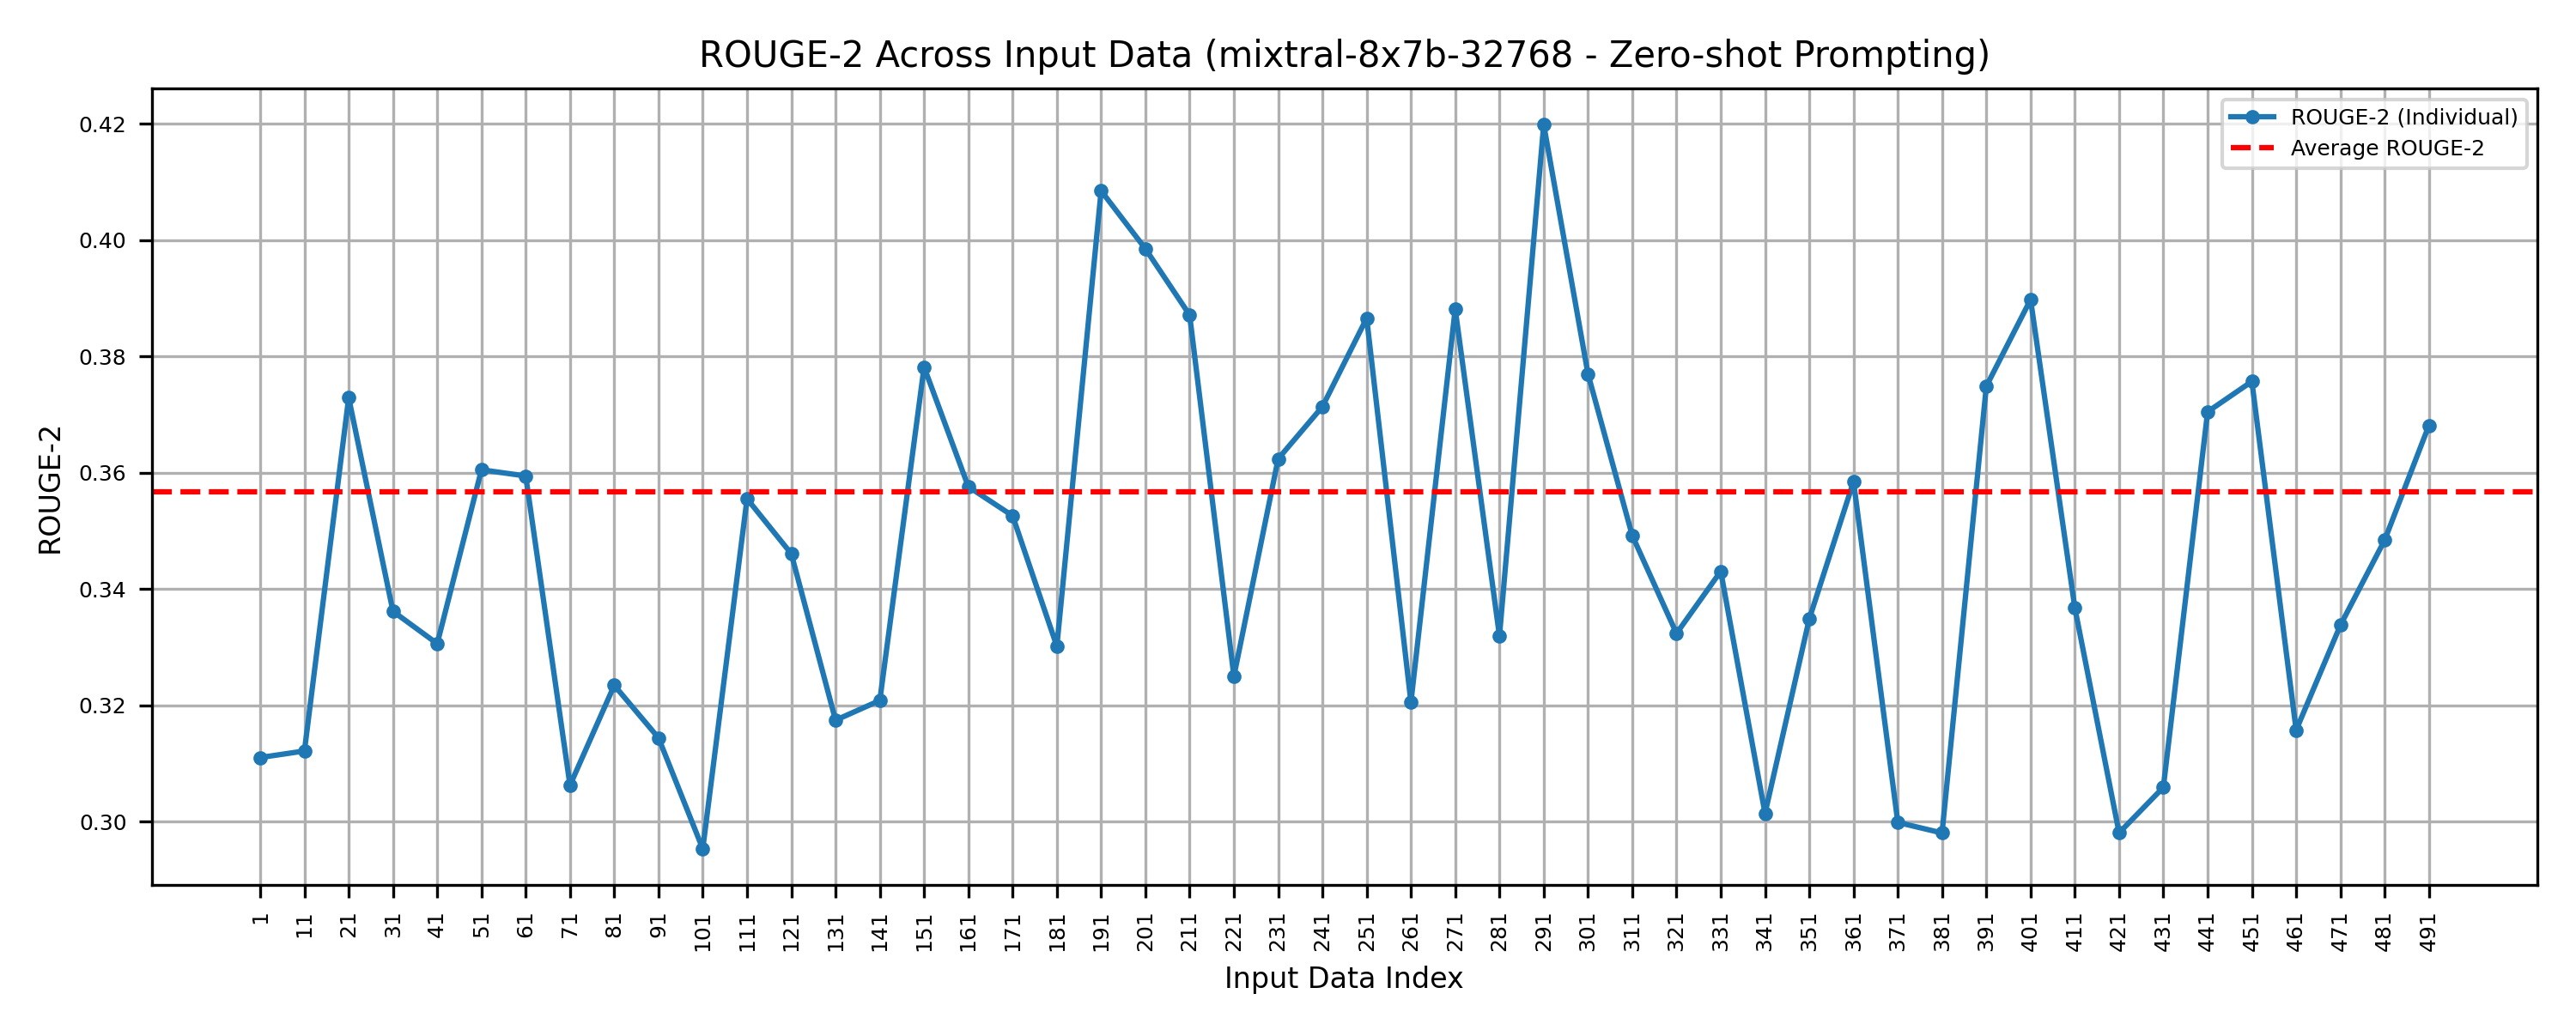 ROUGE-2 Across Input Data (mixtral-8x7b-32768 - Zero-shot Prompting)
ROUGE-2 (Individual)
Average ROUGE-2
ROUGE-2
0.42
0.40
0.38
0.36
0.34
0.32
0.30
1 11 21 31 41 51 61 71 81 91 101 111 121 131 141 151 161 171 181 191 201 211 221 231 241 251 261 271 281 291 301 311 321 331 341 351 361 371 381 391 401 411 421 431 441 451 461 471 481 491
Input Data Index